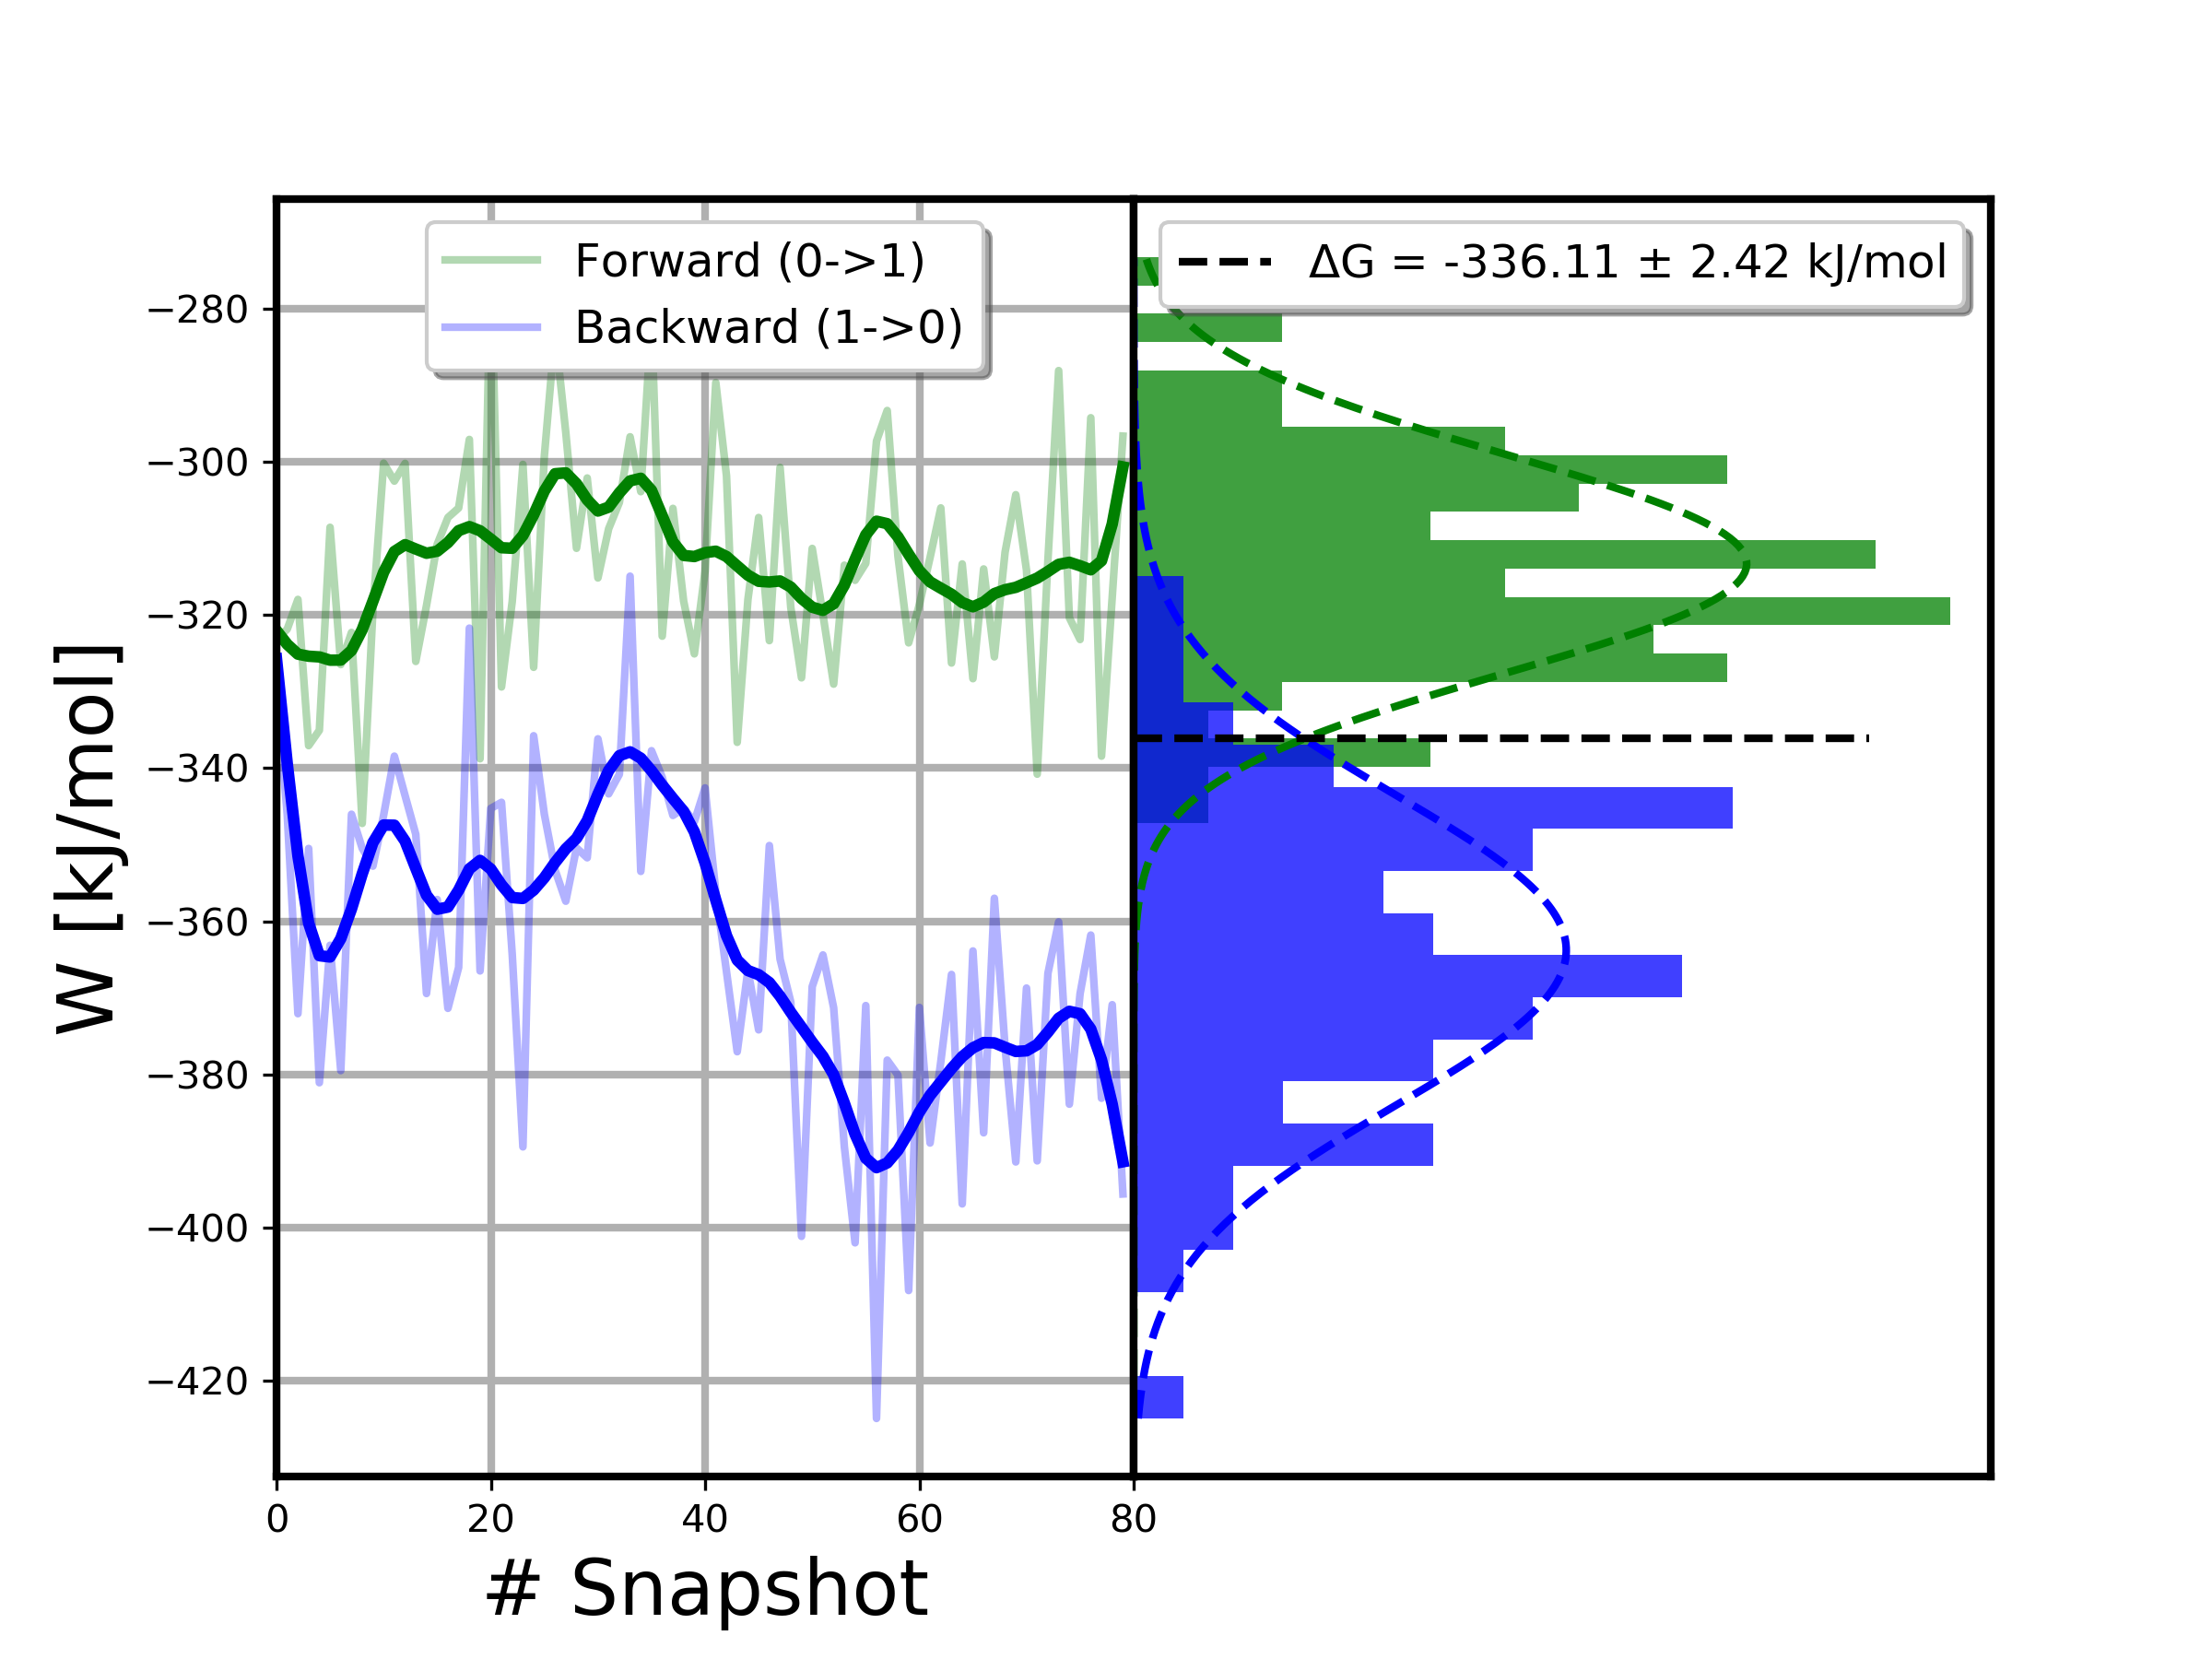 Forward (0->1)
Backward (1->0)
ΔG = -336.11 ± 2.42 kJ/mol
W [kJ/mol]
−280
−300
−320
−340
−360
−380
−400
−420
0 20 40 60 80
# Snapshot